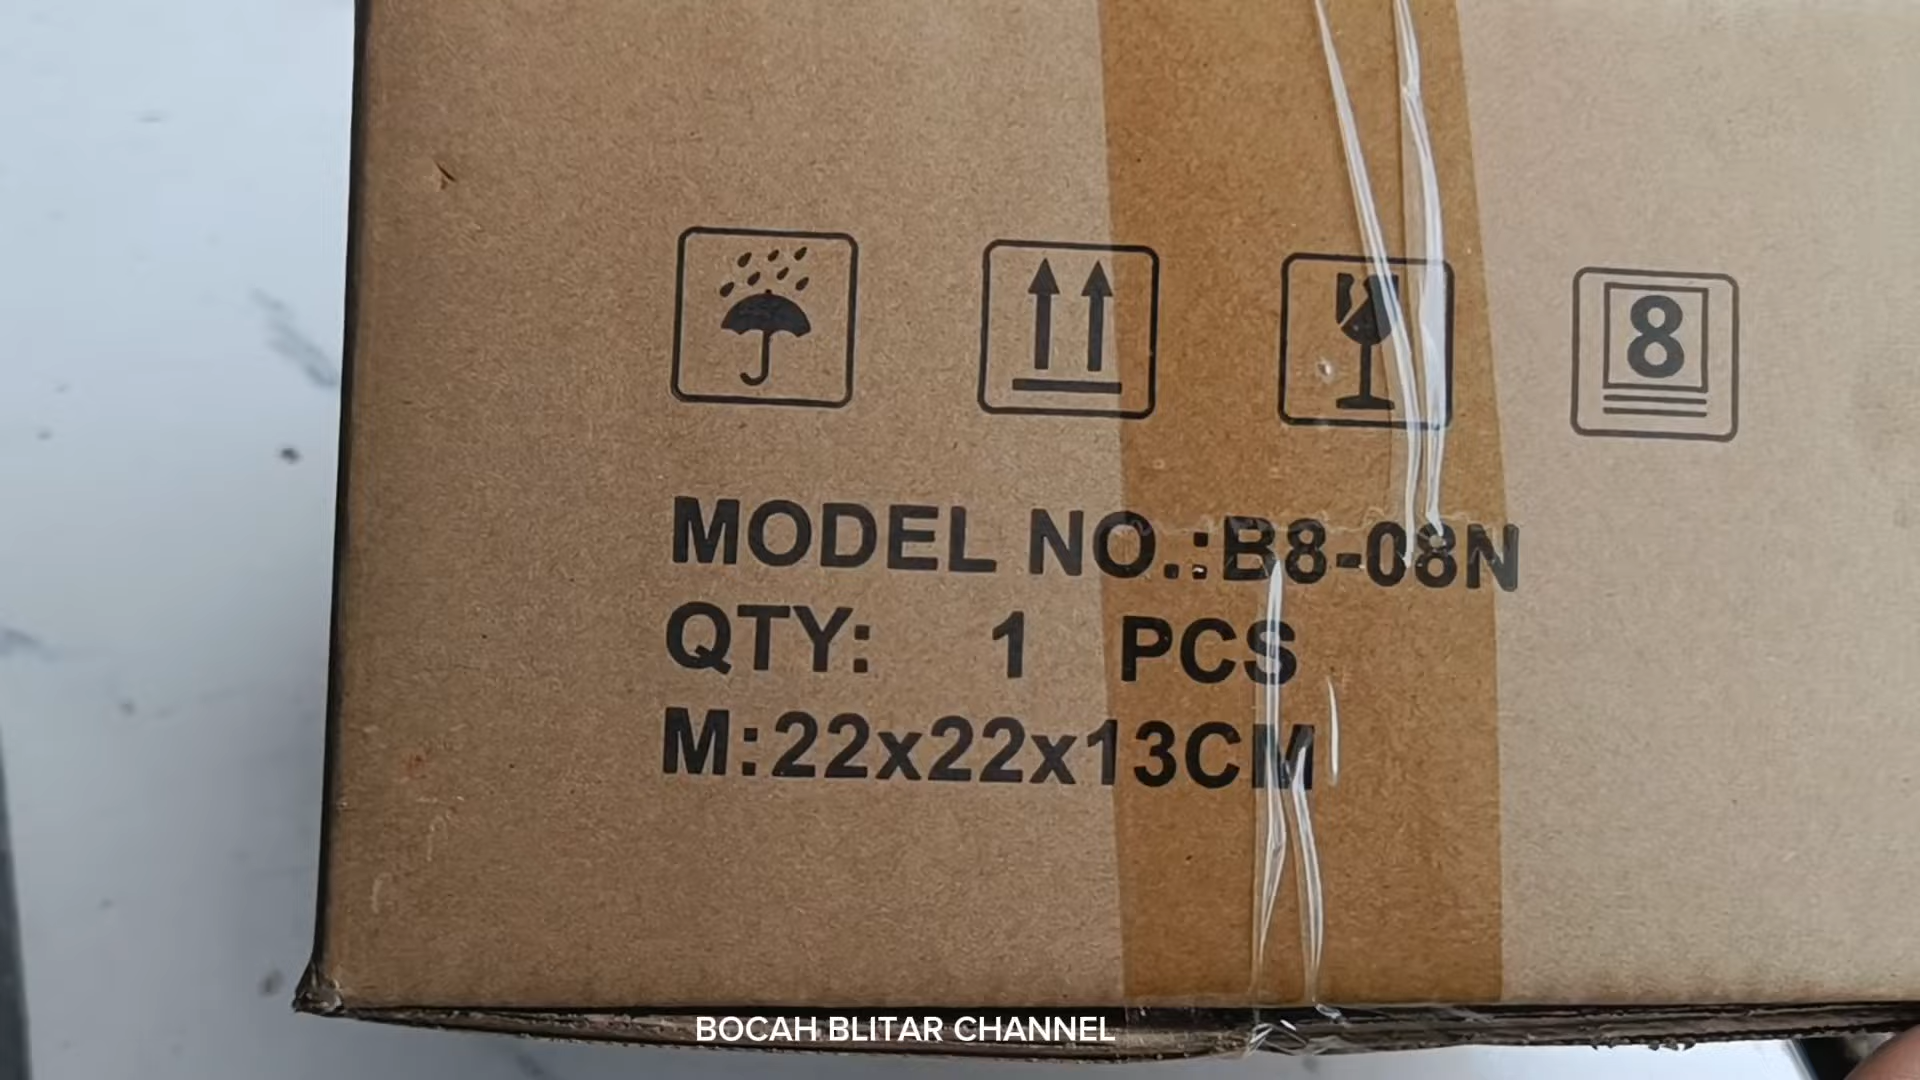 8
MODEL NO.:B8-08N
QTY: 1 PCS
M:22x22x13CM
BOCAH BLITAR CHANNEL